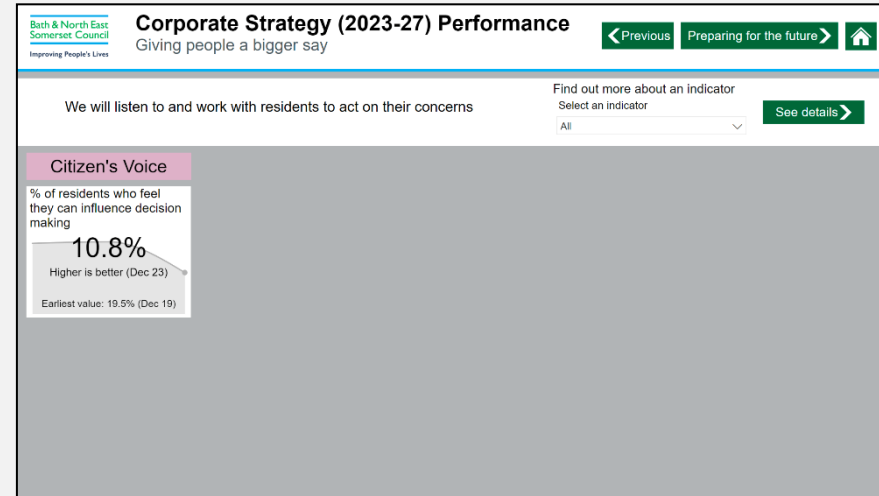 Bath & North East
Somerset Council
Improving People's Lives
Corporate Strategy (2023-27) Performance
Giving people a bigger say
Previous
Preparing for the future
We will listen to and work with residents to act on their concerns
Find out more about an indicator
Select an indicator
All
See details
Citizen's Voice
% of residents who feel
they can influence decision
making
10.8%
Higher is better (Dec 23)
Earliest value: 19.5% (Dec 19)